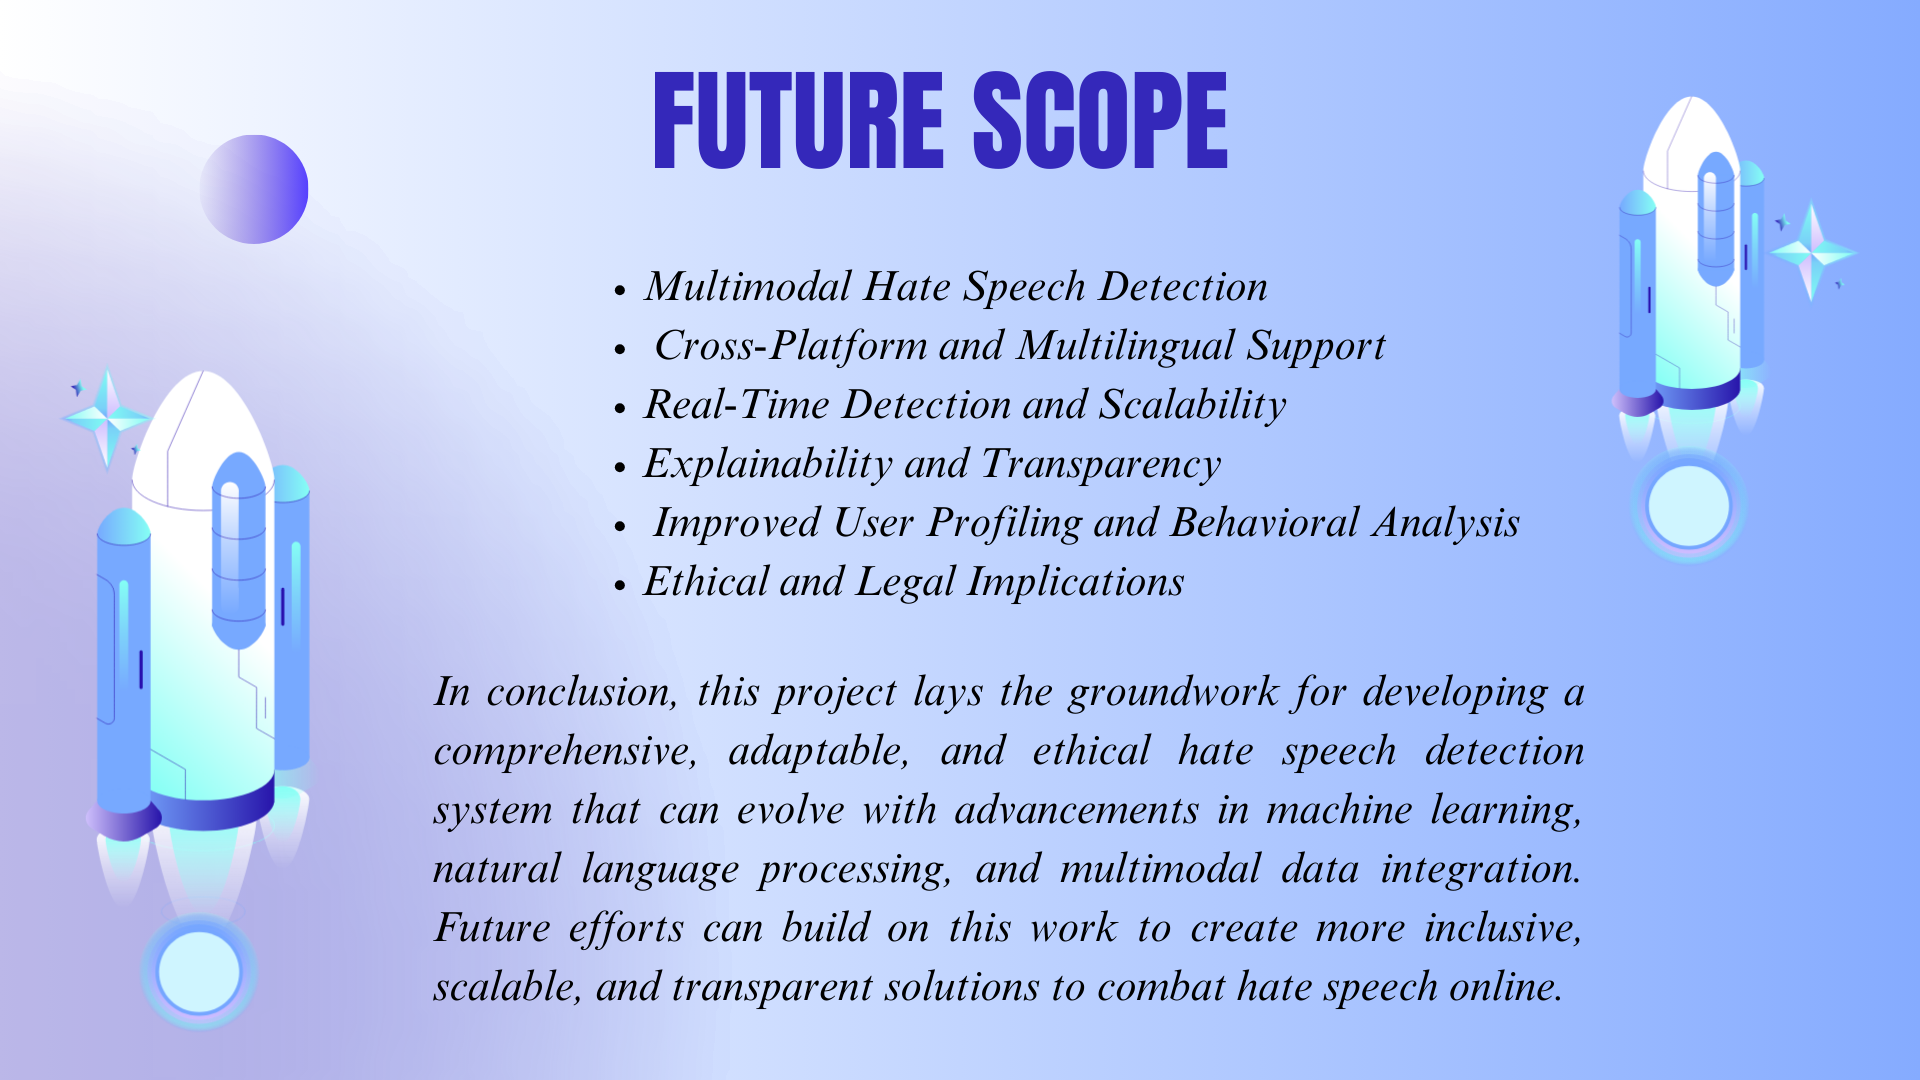 FUTURE SCOPE
• Multimodal Hate Speech Detection
• Cross-Platform and Multilingual Support
• Real-Time Detection and Scalability
• Explainability and Transparency
• Improved User Profiling and Behavioral Analysis
• Ethical and Legal Implications
In conclusion, this project lays the groundwork for developing a
comprehensive, adaptable, and ethical hate speech detection
system that can evolve with advancements in machine learning,
natural language processing, and multimodal data integration.
Future efforts can build on this work to create more inclusive,
scalable, and transparent solutions to combat hate speech online.